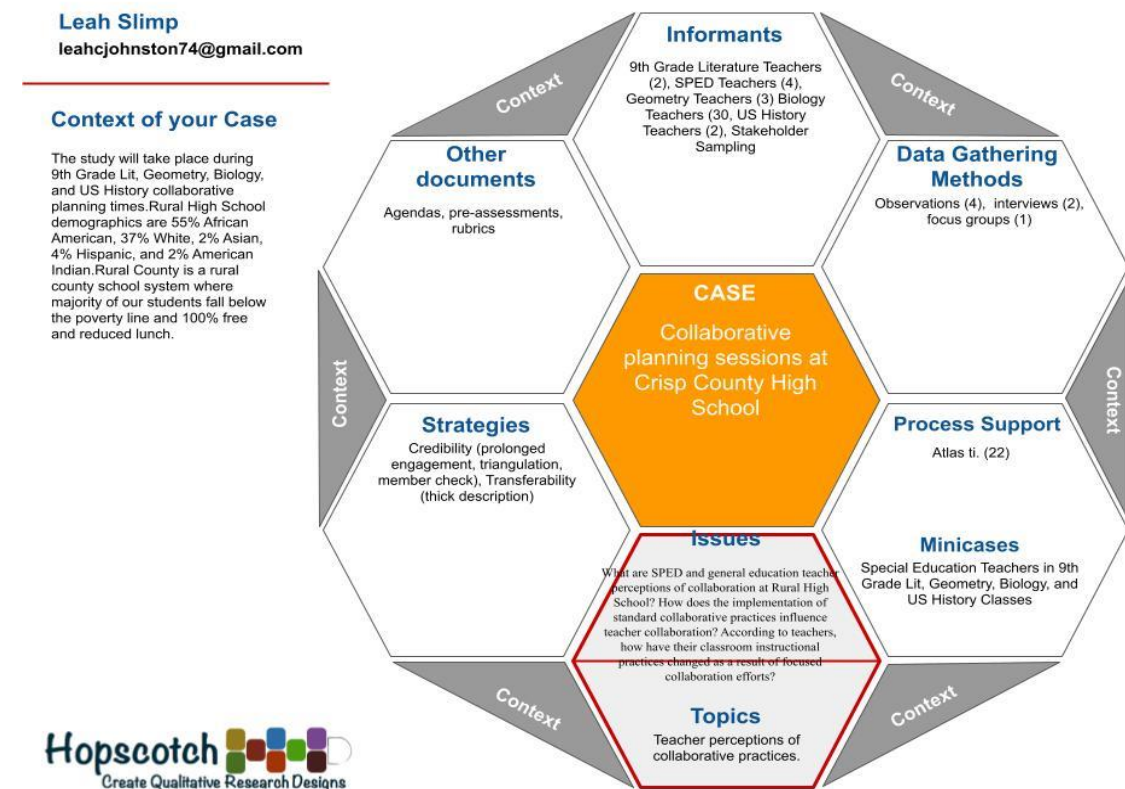 Leah Slimp
leahcjohnston74@gmail.com
Context of your Case
The study will take place during
9th Grade Lit, Geometry, Biology,
and US History collaborative
planning times.Rural High School
demographics are 55% African
American, 37% White, 2% Asian,
4% Hispanic, and 2% American
Indian.Rural County is a rural
county school system where
majority of our students fall below
the poverty line and 100% free
and reduced lunch.
Context
Informants
9th Grade Literature Teachers
(2), SPED Teachers (4),
Geometry Teachers (3) Biology
Teachers (30, US History
Teachers (2), Stakeholder
Sampling
Context
Other
documents
Agendas, pre-assessments,
rubrics
Data Gathering
Methods
Observations (4), interviews (2),
focus groups (1)
CASE
Collaborative
planning sessions at
Crisp County High
School
Context
Context
Strategies
Credibility (prolonged
engagement, triangulation,
member check), Transferability
(thick description)
Process Support
Atlas ti. (22)
Minicases
Special Education Teachers in 9th
Grade Lit, Geometry, Biology, and
US History Classes
Issues
What are SPED and general education teacher
perceptions of collaboration at Rural High
School? How does the implementation of
standard collaborative practices influence
teacher collaboration? According to teachers,
how have their classroom instructional
practices changed as a result of focused
collaboration efforts?
Topics
Teacher perceptions of
collaborative practices.
Context
Context
Hopscotch
Create Qualitative Research Designs